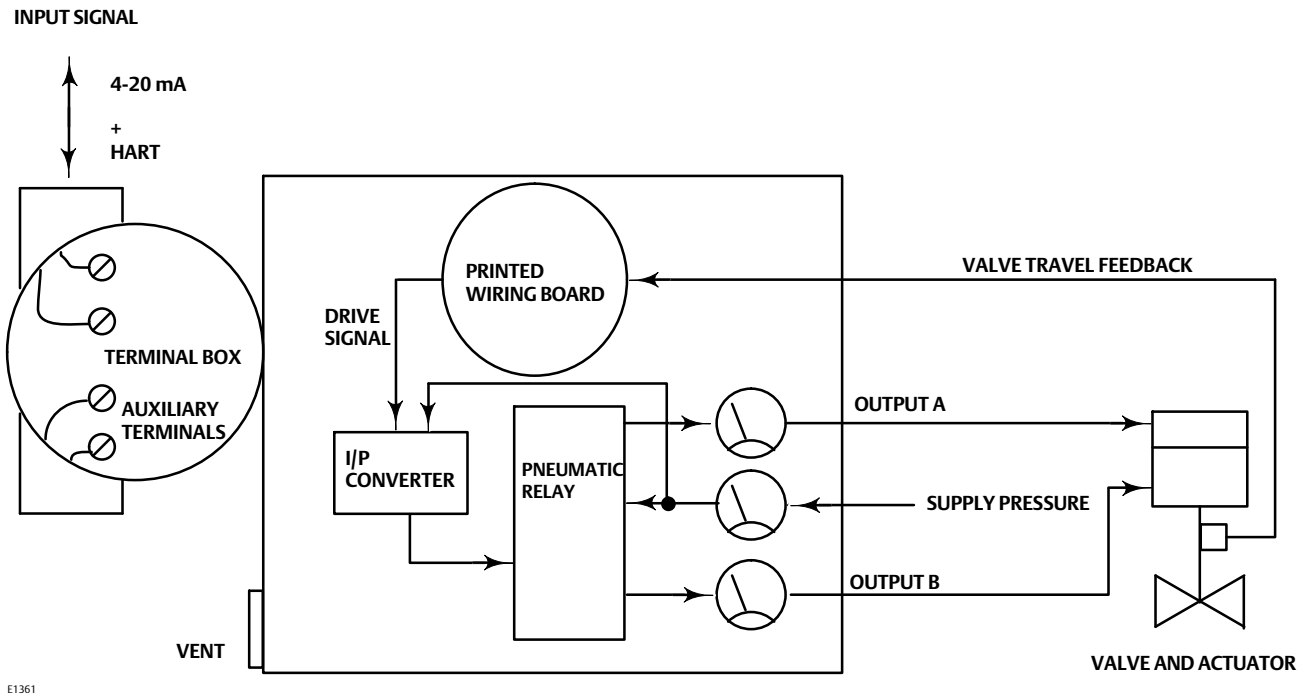 INPUT SIGNAL
4-20 mA
+
HART
PRINTED
WIRING BOARD
VALVE TRAVEL FEEDBACK
DRIVE
SIGNAL
TERMINAL BOX
AUXILIARY
TERMINALS
I/P
CONVERTER
PNEUMATIC
RELAY
OUTPUT A
SUPPLY PRESSURE
OUTPUT B
VENT
VALVE AND ACTUATOR
E1361